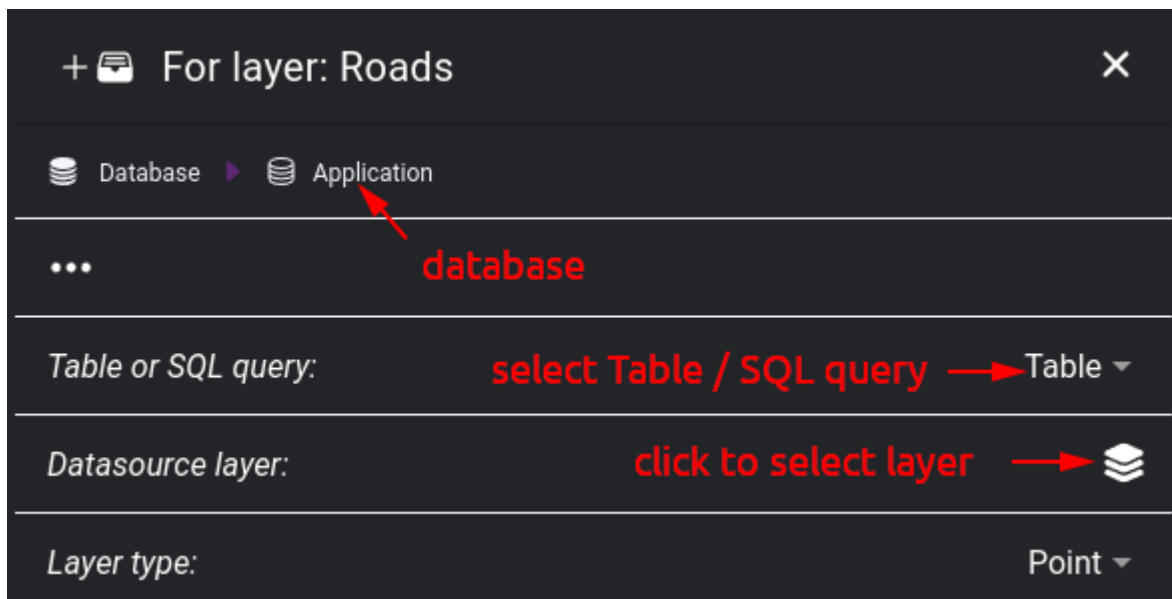 For layer: Roads
Database Application
database
Table or SQL query: select Table / SQL query Table
Datasource layer: click to select layer
Layer type: Point